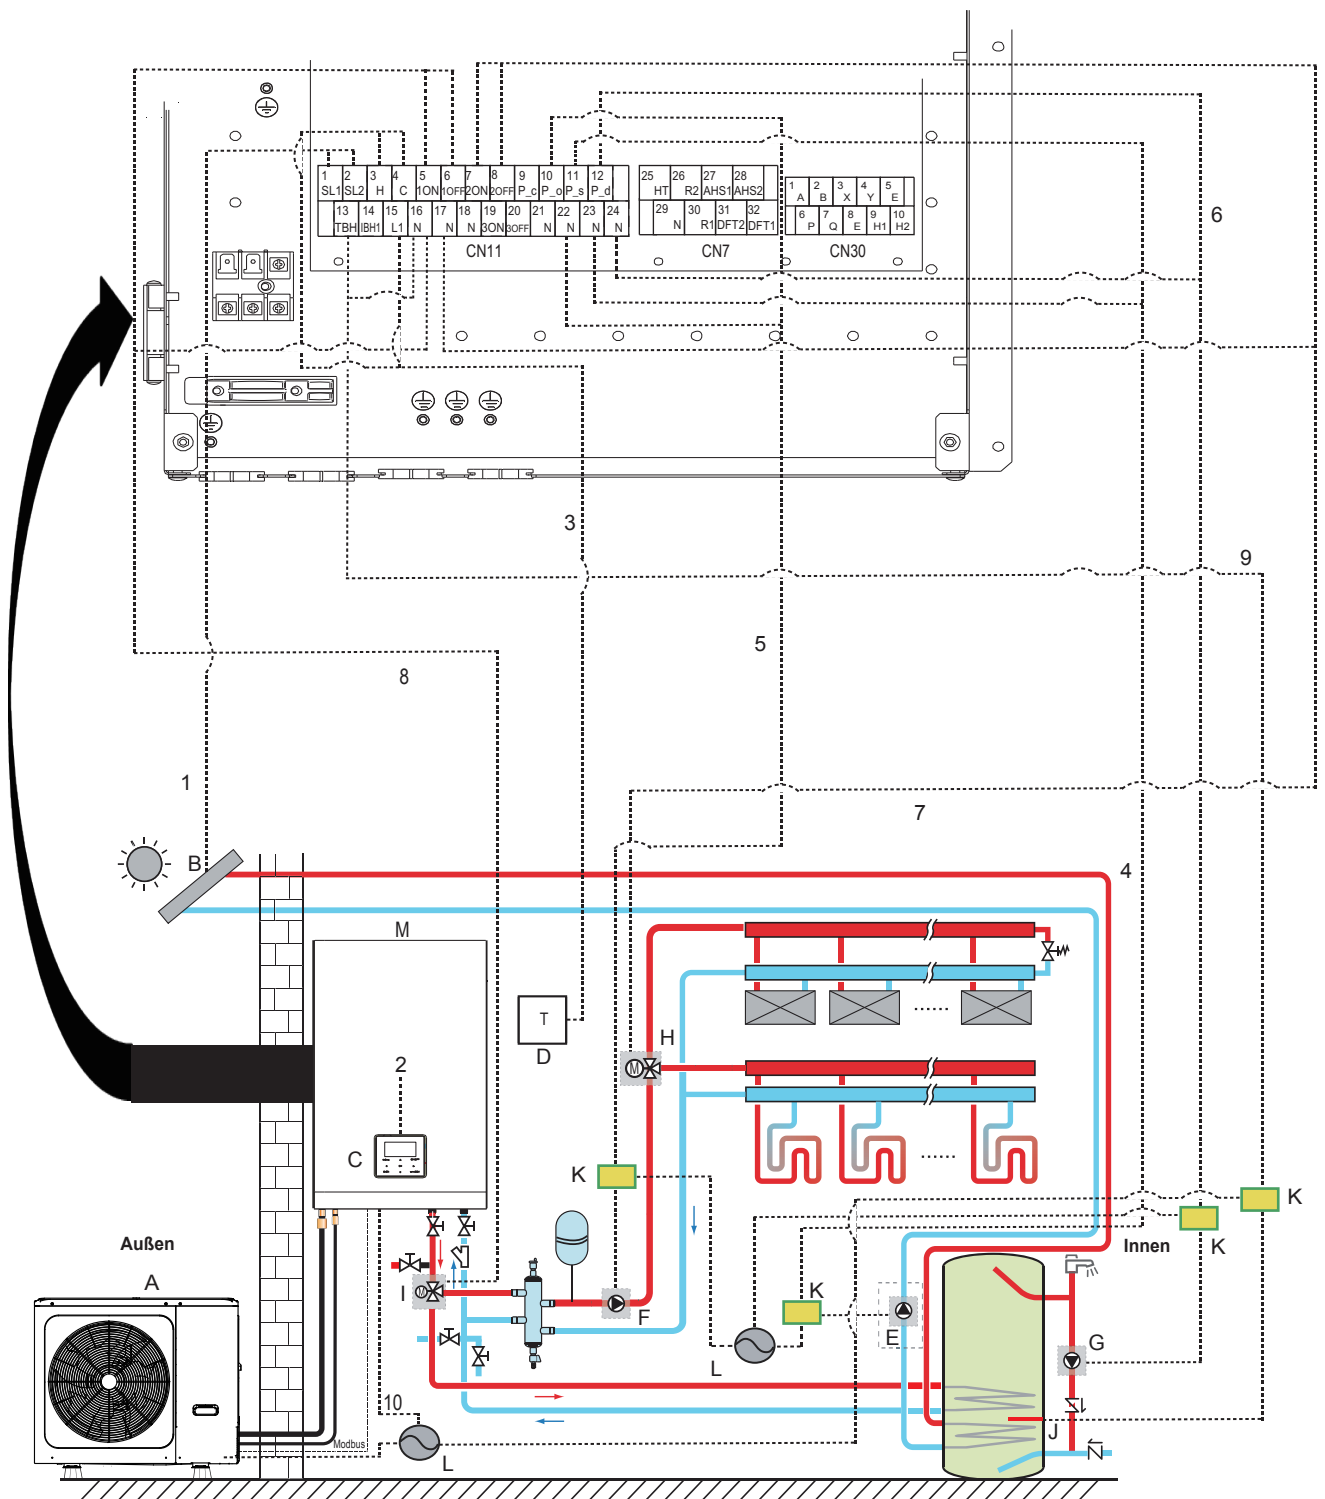 1 2 3 4 5 6 7 8 9 10 11 12
SL1 SL2 H C 1ON 1OFF 2ON 2OFF P_c P_o P_s P_d
13 14 15 16 17 18 19 20 21 22 23 24
TBH IBH1 L1 N N N 3ON 3OFF N N N N
CN11
25 26 27 28
HT R2 AHS1 AHS2
29 30 31 32
N R1 DFT2 DFT1
CN7
1 2 3 4 5
A B X Y E
6 7 8 9 10
P Q E H1 H2
CN30
6
3
9
5
8
1
7
B
4
M
T
D
H
2
C
K
K
K
Außen
Innen
A
I
K
F
E
G
L
10
J
Modbus
L